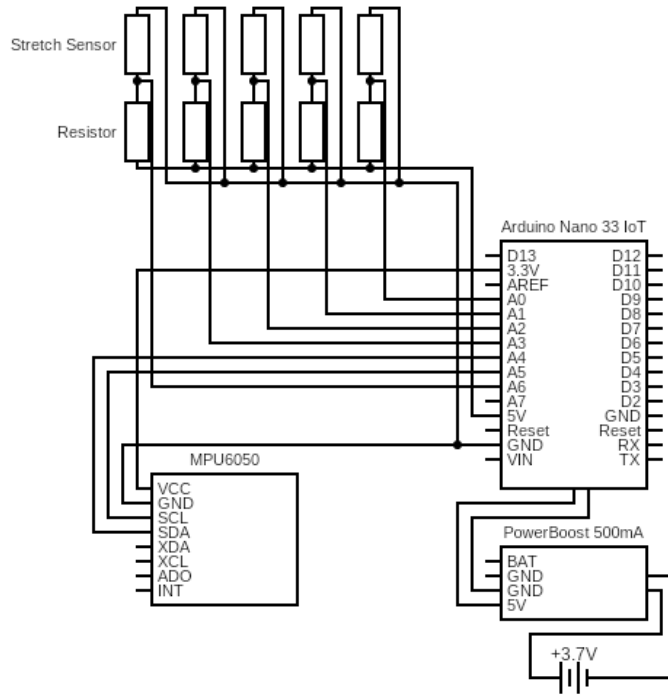 Stretch Sensor
Resistor
Arduino Nano 33 IoT
D13 D12
3.3V D11
AREF D10
A0 D9
A1 D8
A2 D7
A3 D6
A4 D5
A5 D4
A6 D3
A7 D2
5V GND
Reset Reset
GND RX
VIN TX
MPU6050
VCC
GND
SCL
SDA
XDA
XCL
ADO
INT
PowerBoost 500mA
BAT
GND
GND
5V
+3.7V